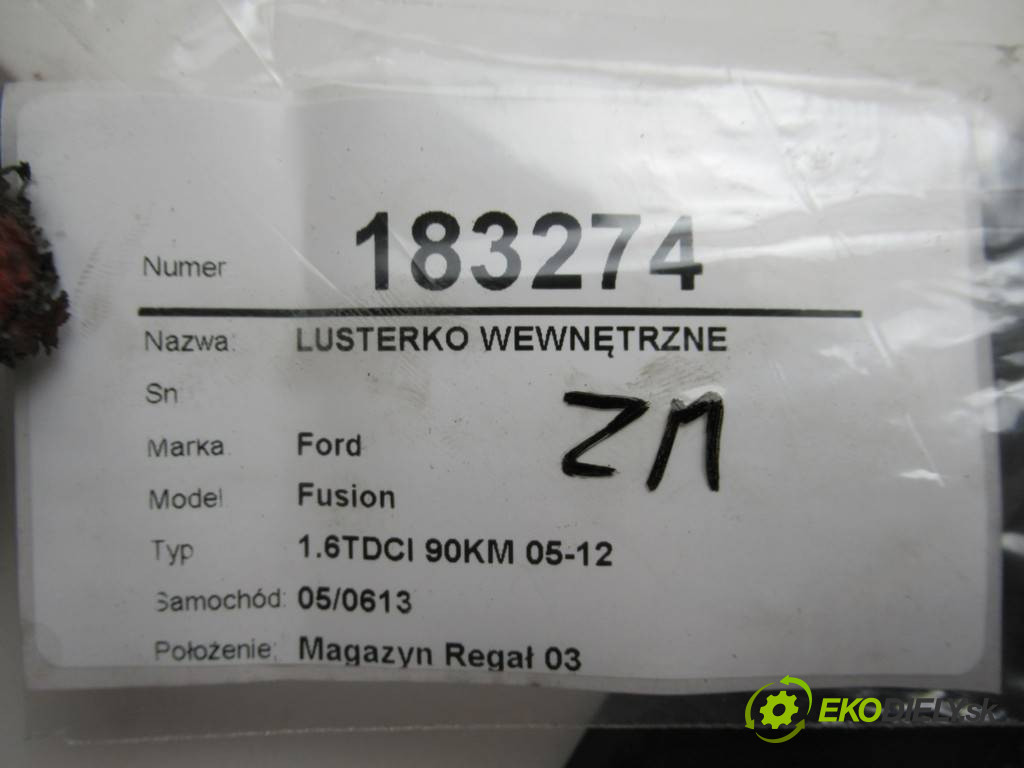 Numer 183274
Nazwa: LUSTERKO WEWNĘTRZNE
Sn
ZM
Marka Ford
Model Fusion
Typ 1.6TDCI 90KM 05-12
Samochód: 05/0613
Położenie: Magazyn Regał 03
EKODIELY.sk